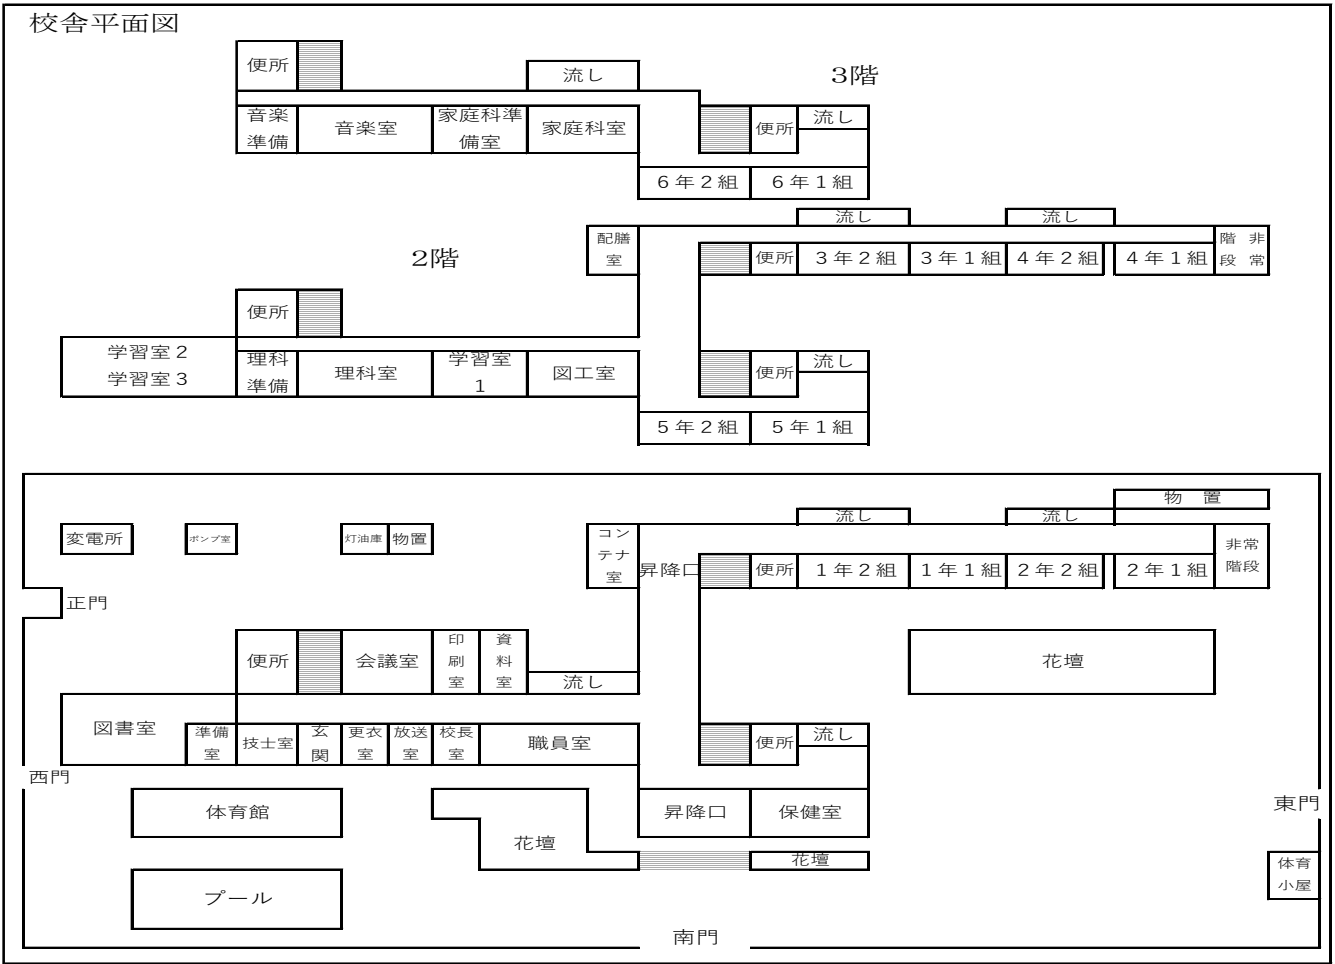 校舎平面図
便所
流し
3階
音楽
準備
音楽室
家庭科準
備室
家庭科室
便所
流し
６年２組
６年１組
流し
流し
2階
配膳
室
便所
３年２組
３年１組
４年２組
４年１組
階 非
段 常
便所
学習室２
学習室３
理科
準備
理科室
学習室
1
図工室
便所
流し
５年２組
５年１組
物 置
流し
流し
変電所
ポンプ室
灯油庫
物置
コン
テナ
室
昇降口
便所
１年２組
１年１組
２年２組
２年１組
非常
階段
正門
便所
会議室
印
刷
室
資
料
室
流し
花壇
図書室
準備
室
技士室
玄
関
更衣
室
放送
室
校長
室
職員室
便所
流し
西門
体育館
花壇
昇降口
保健室
東門
花壇
体育
小屋
プール
南門